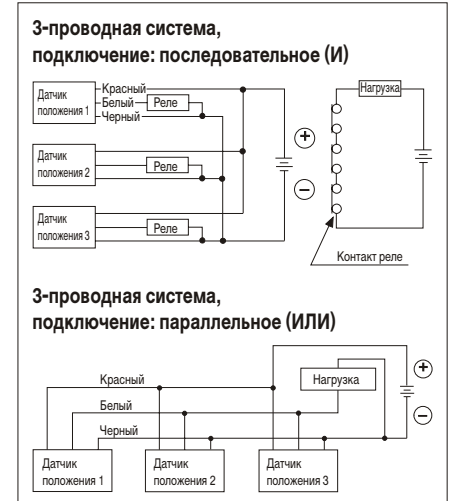 3-проводная система,
подключение: последовательное (И)
Датчик
положения 1
Красный
Белый
Черный
Реле
Датчик
положения 2
Реле
Датчик
положения 3
Реле
+
−
Нагрузка
Контакт реле
3-проводная система,
подключение: параллельное (ИЛИ)
Красный
Белый
Черный
Нагрузка
+
−
Датчик
положения 1
Датчик
положения 2
Датчик
положения 3